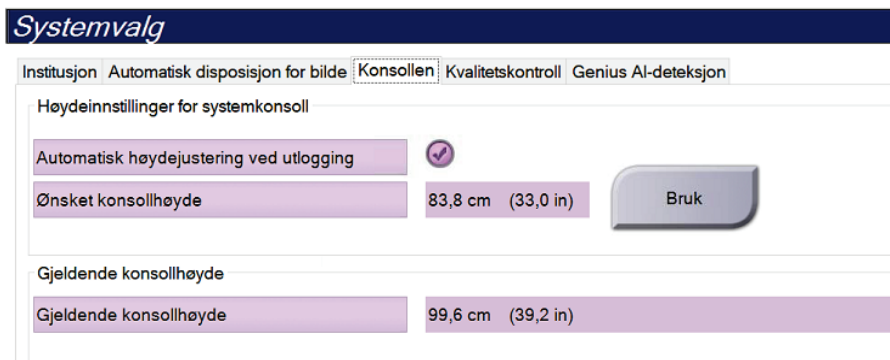 Systemvalg
Institusjon Automatisk disposisjon for bilde Konsollen Kvalitetskontroll Genius AI-deteksjon
Høydeinnstillinger for systemkonsoll
Automatisk høydejustering ved utlogging
Ønsket konsollhøyde 83,8 cm (33,0 in) Bruk
Gjeldende konsollhøyde
Gjeldende konsollhøyde 99,6 cm (39,2 in)